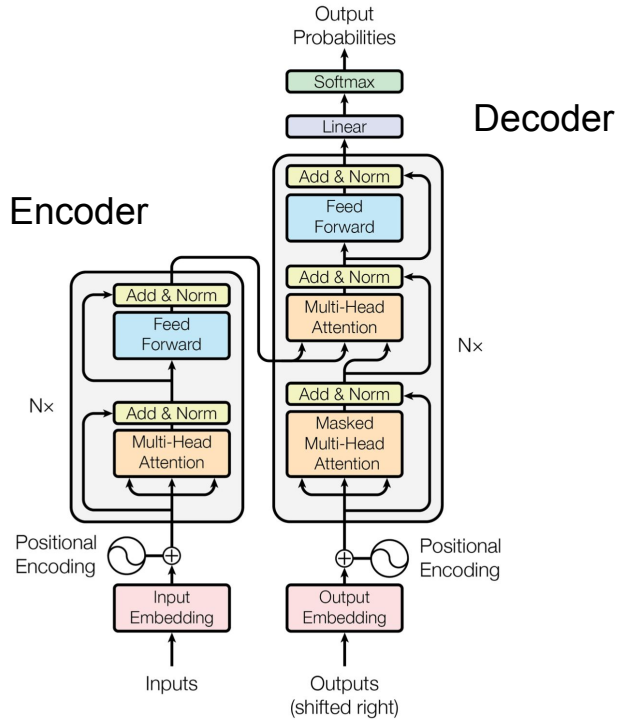 Output
Probabilities
Softmax
Linear
Decoder
Add & Norm
Feed
Forward
Add & Norm
Multi-Head
Attention
Nx
Add & Norm
Masked
Multi-Head
Attention
Positional
Encoding
Output
Embedding
Outputs
(shifted right)
Encoder
Add & Norm
Feed
Forward
Nx
Add & Norm
Multi-Head
Attention
Positional
Encoding
Input
Embedding
Inputs